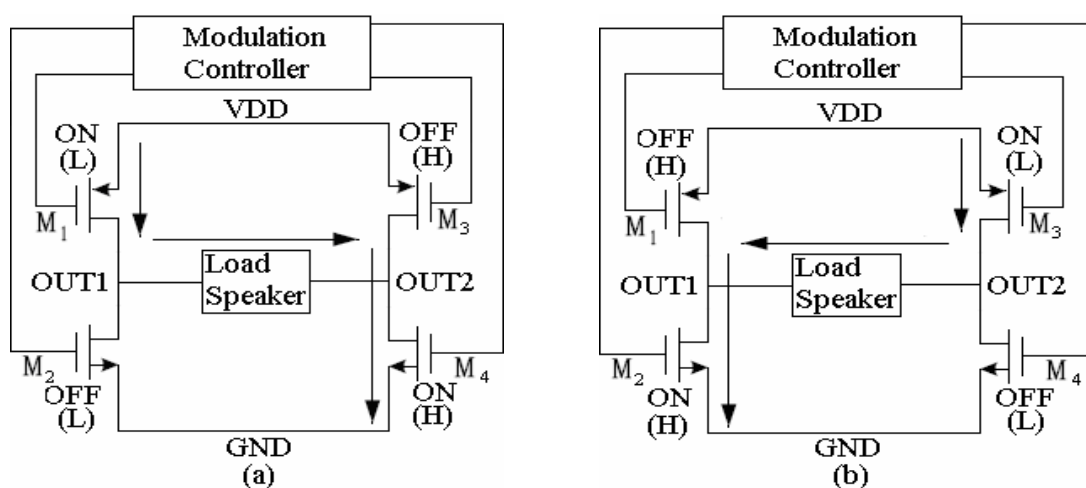 Modulation
Controller
VDD
ON
(L)
OFF
(H)
M1
M3
OUT1
Load
Speaker
OUT2
M2
M4
OFF
(L)
ON
(H)
GND
(a)
Modulation
Controller
VDD
OFF
(H)
ON
(L)
M1
M3
OUT1
Load
Speaker
OUT2
M2
M4
ON
(H)
OFF
(L)
GND
(b)